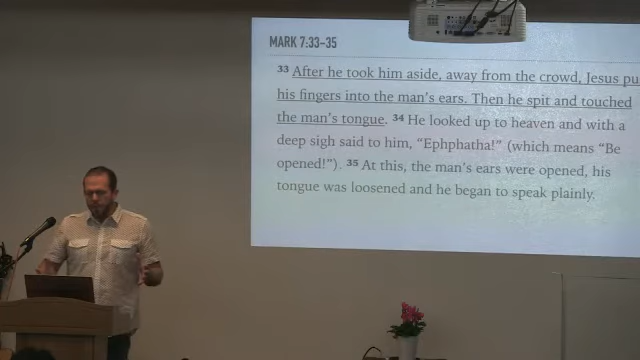 MARK 7:33–35
33 After he took him aside, away from the crowd, Jesus pu
his fingers into the man's ears. Then he spit and touched
the man's tongue. 34 He looked up to heaven and with a
deep sigh said to him, "Ephphatha!" (which means "Be
opened!"). 35 At this, the man's ears were opened, his
tongue was loosened and he began to speak plainly.